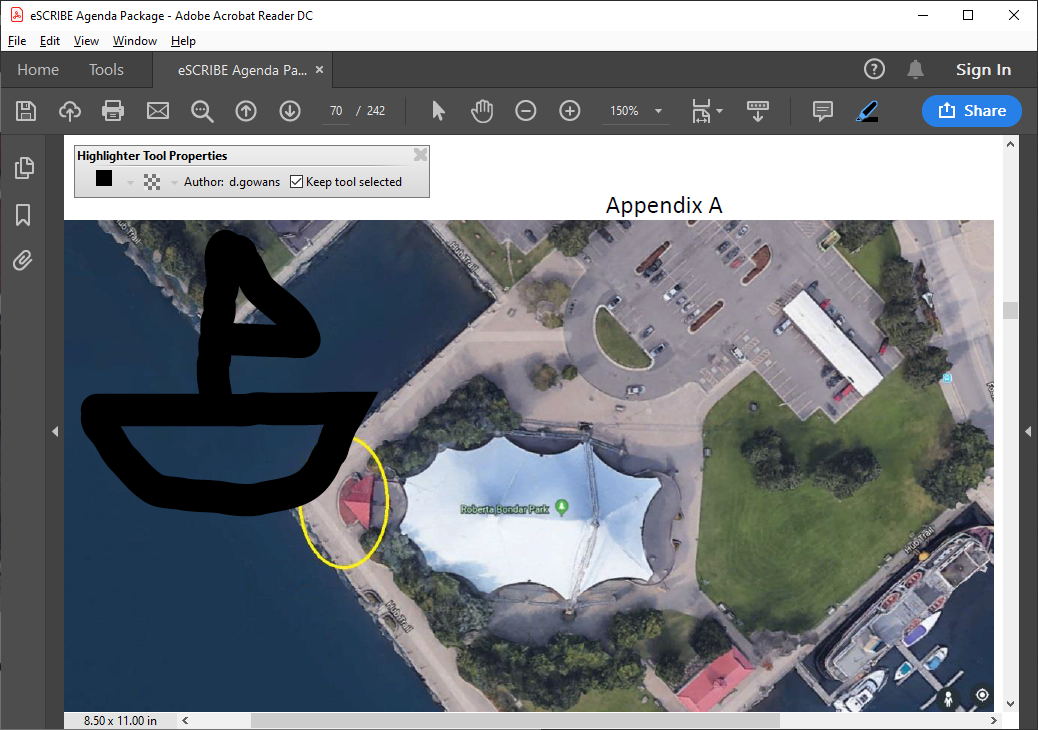 eSCRIBE Agenda Package - Adobe Acrobat Reader DC
File Edit View Window Help
Home Tools eSCRIBE Agenda Pa... × Sign In
70 / 242 150% Share
Highlighter Tool Properties
Author: d.gowans Keep tool selected
Appendix A
Hub Trail
Hub Trail
Roberta Bondar Park
Hub Trail
Hub Trail
8.50 x 11.00 in